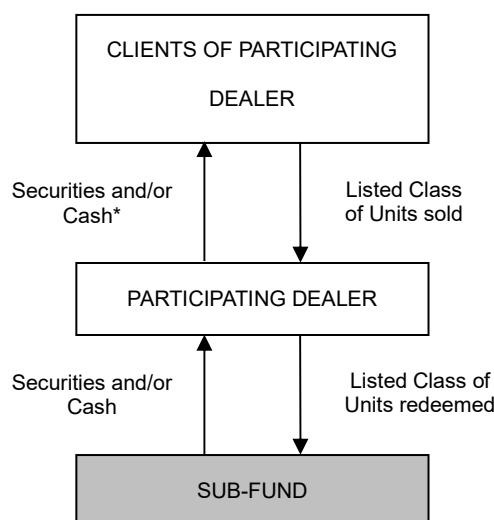 CLIENTS OF PARTICIPATING
DEALER
Securities and/or
Cash*
Listed Class
of Units sold
PARTICIPATING DEALER
Securities and/or
Cash
Listed Class of
Units redeemed
SUB-FUND